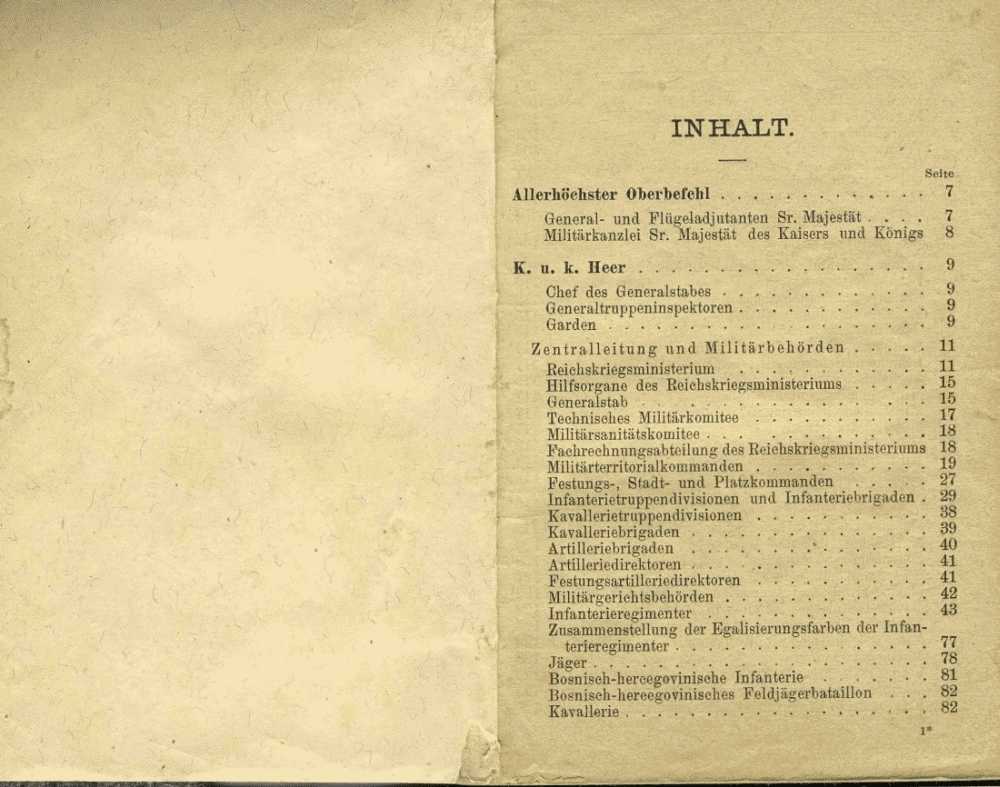 INHALT.
Seite
Allerhöchster Oberbefehl . . . . . . . . . . . . . 7
General- und Flügeladjutanten Sr. Majestät . . . . 7
Militärkanzlei Sr. Majestät des Kaisers und Königs 8
K. u. k. Heer . . . . . . . . . . . . . . . . . . 9
Chef des Generalstabes . . . . . . . . . . . . . 9
Generaltruppeninspektoren . . . . . . . . . . . . 9
Garden . . . . . . . . . . . . . . . . . . . . 9
Zentralleitung und Militärbehörden . . . . . 11
Reichskriegsministerium . . . . . . . . . . . . 11
Hilfsorgane des Reichskriegsministeriums . . . . . 15
Generalstab . . . . . . . . . . . . . . . . . . 15
Technisches Militärkomitee . . . . . . . . . . . 17
Militärsanitätskomitee . . . . . . . . . . . . . . 18
Fachrechnungsabteilung des Reichskriegsministeriums 18
Militärterritorialkommanden . . . . . . . . . . . 19
Festungs-, Stadt- und Platzkommanden . . . . . 27
Infanterietruppendivisionen und Infanteriebrigaden . 29
Kavallerietruppendivisionen . . . . . . . . . . . 38
Kavalleriebrigaden . . . . . . . . . . . . . . . 39
Artilleriebrigaden . . . . . . . . . . . . . . . 40
Artilleriedirektoren . . . . . . . . . . . . . . . 41
Festungsartilleriedirektoren . . . . . . . . . . . 41
Militärgerichtsbehörden . . . . . . . . . . . . . 42
Infanterieregimenter . . . . . . . . . . . . . . 43
Zusammenstellung der Egalisierungsfarben der Infan-
terieregimenter . . . . . . . . . . . . . . . . 77
Jäger . . . . . . . . . . . . . . . . . . . . . 78
Bosnisch-hercegovinische Infanterie . . . . . . . 81
Bosnisch-hercegovinisches Feldjägerbataillon . . . 82
Kavallerie . . . . . . . . . . . . . . . . . . . 82
1*